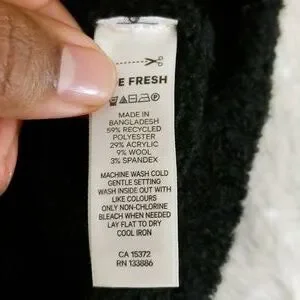 E FRESH
MADE IN
BANGLADESH
59% RECYCLED
POLYESTER
29% ACRYLIC
9% WOOL
3% SPANDEX
MACHINE WASH COLD
GENTLE SETTING
WASH INSIDE OUT WITH
LIKE COLOURS
ONLY NON-CHLORINE
BLEACH WHEN NEEDED
LAY FLAT TO DRY
COOL IRON
CA 15372
RN 133886